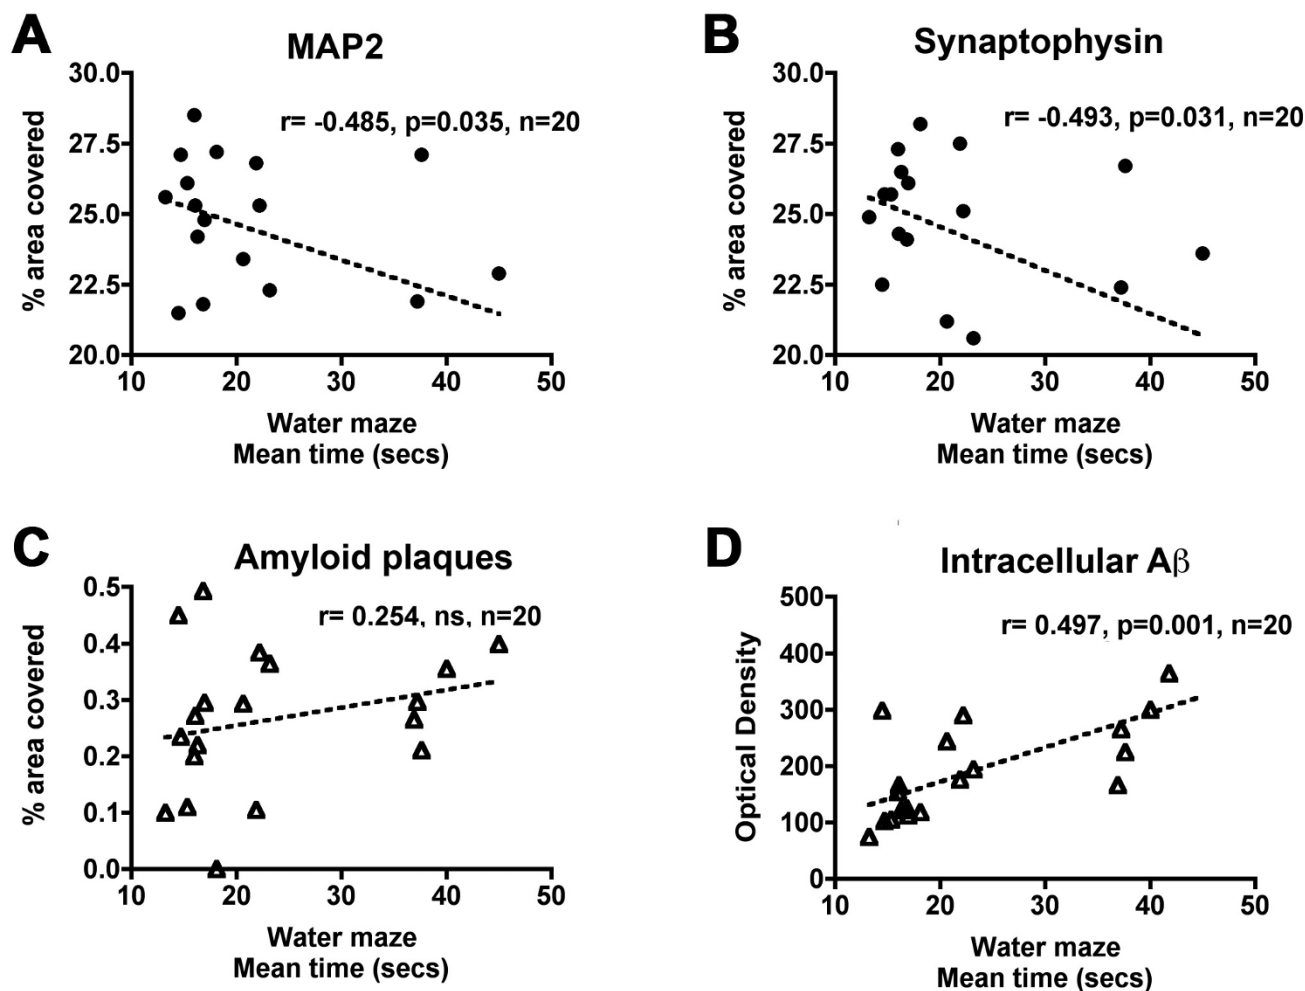 A
MAP2
r= -0.485, p=0.035, n=20
% area covered
30.0
27.5
25.0
22.5
20.0
10 20 30 40 50
Water maze
Mean time (secs)
B
Synaptophysin
r= -0.493, p=0.031, n=20
% area covered
30.0
27.5
25.0
22.5
20.0
10 20 30 40 50
Water maze
Mean time (secs)
C
Amyloid plaques
r= 0.254, ns, n=20
% area covered
0.5
0.4
0.3
0.2
0.1
0.0
10 20 30 40 50
Water maze
Mean time (secs)
D
Intracellular Aβ
r= 0.497, p=0.001, n=20
Optical Density
500
400
300
200
100
0
10 20 30 40 50
Water maze
Mean time (secs)